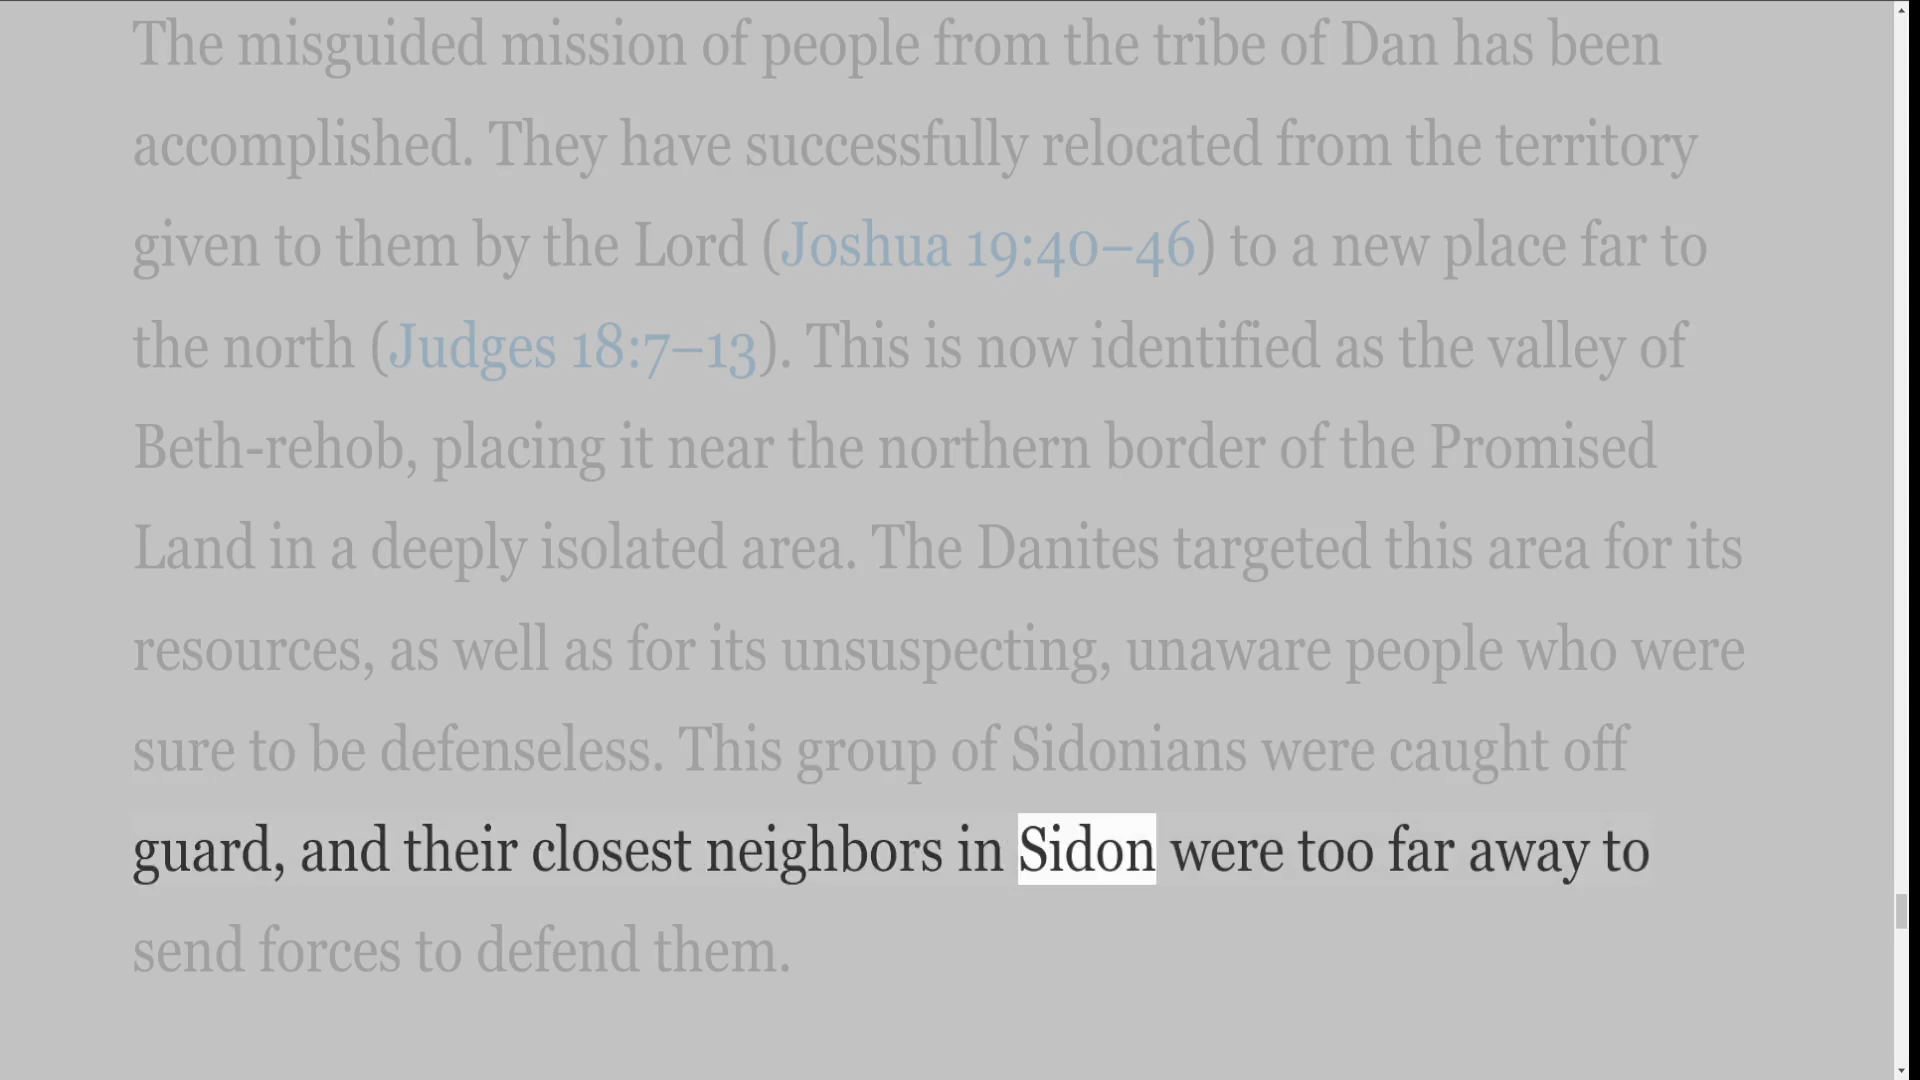 The misguided mission of people from the tribe of Dan has been
accomplished. They have successfully relocated from the territory
given to them by the Lord (Joshua 19:40–46) to a new place far to
the north (Judges 18:7–13). This is now identified as the valley of
Beth-rehob, placing it near the northern border of the Promised
Land in a deeply isolated area. The Danites targeted this area for its
resources, as well as for its unsuspecting, unaware people who were
sure to be defenseless. This group of Sidonians were caught off
guard, and their closest neighbors in Sidon were too far away to
send forces to defend them.